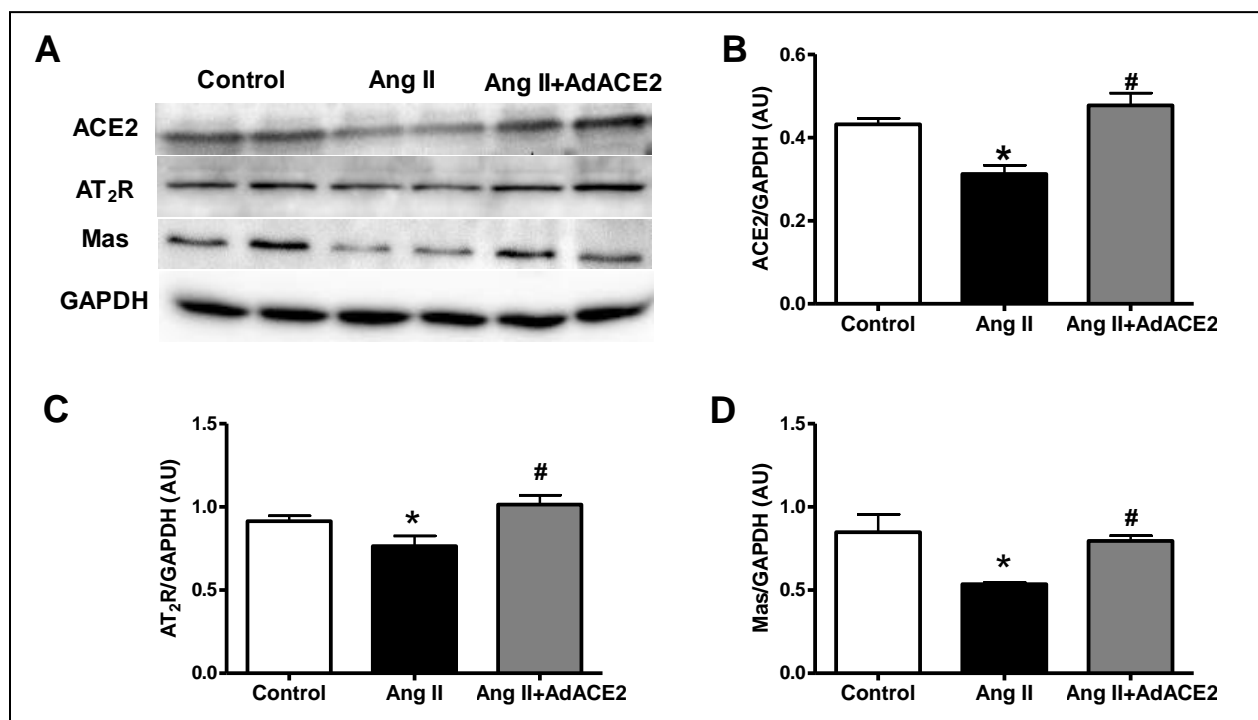 A
Control Ang II Ang II+AdACE2
ACE2
AT₂R
Mas
GAPDH
B
ACE2/GAPDH (AU)
0.6
0.4
0.2
0.0
#
*
Control Ang II Ang II+AdACE2
C
AT₂R/GAPDH (AU)
1.5
1.0
0.5
0.0
#
*
Control Ang II Ang II+AdACE2
D
Mas/GAPDH (AU)
1.5
1.0
0.5
0.0
#
*
Control Ang II Ang II+AdACE2